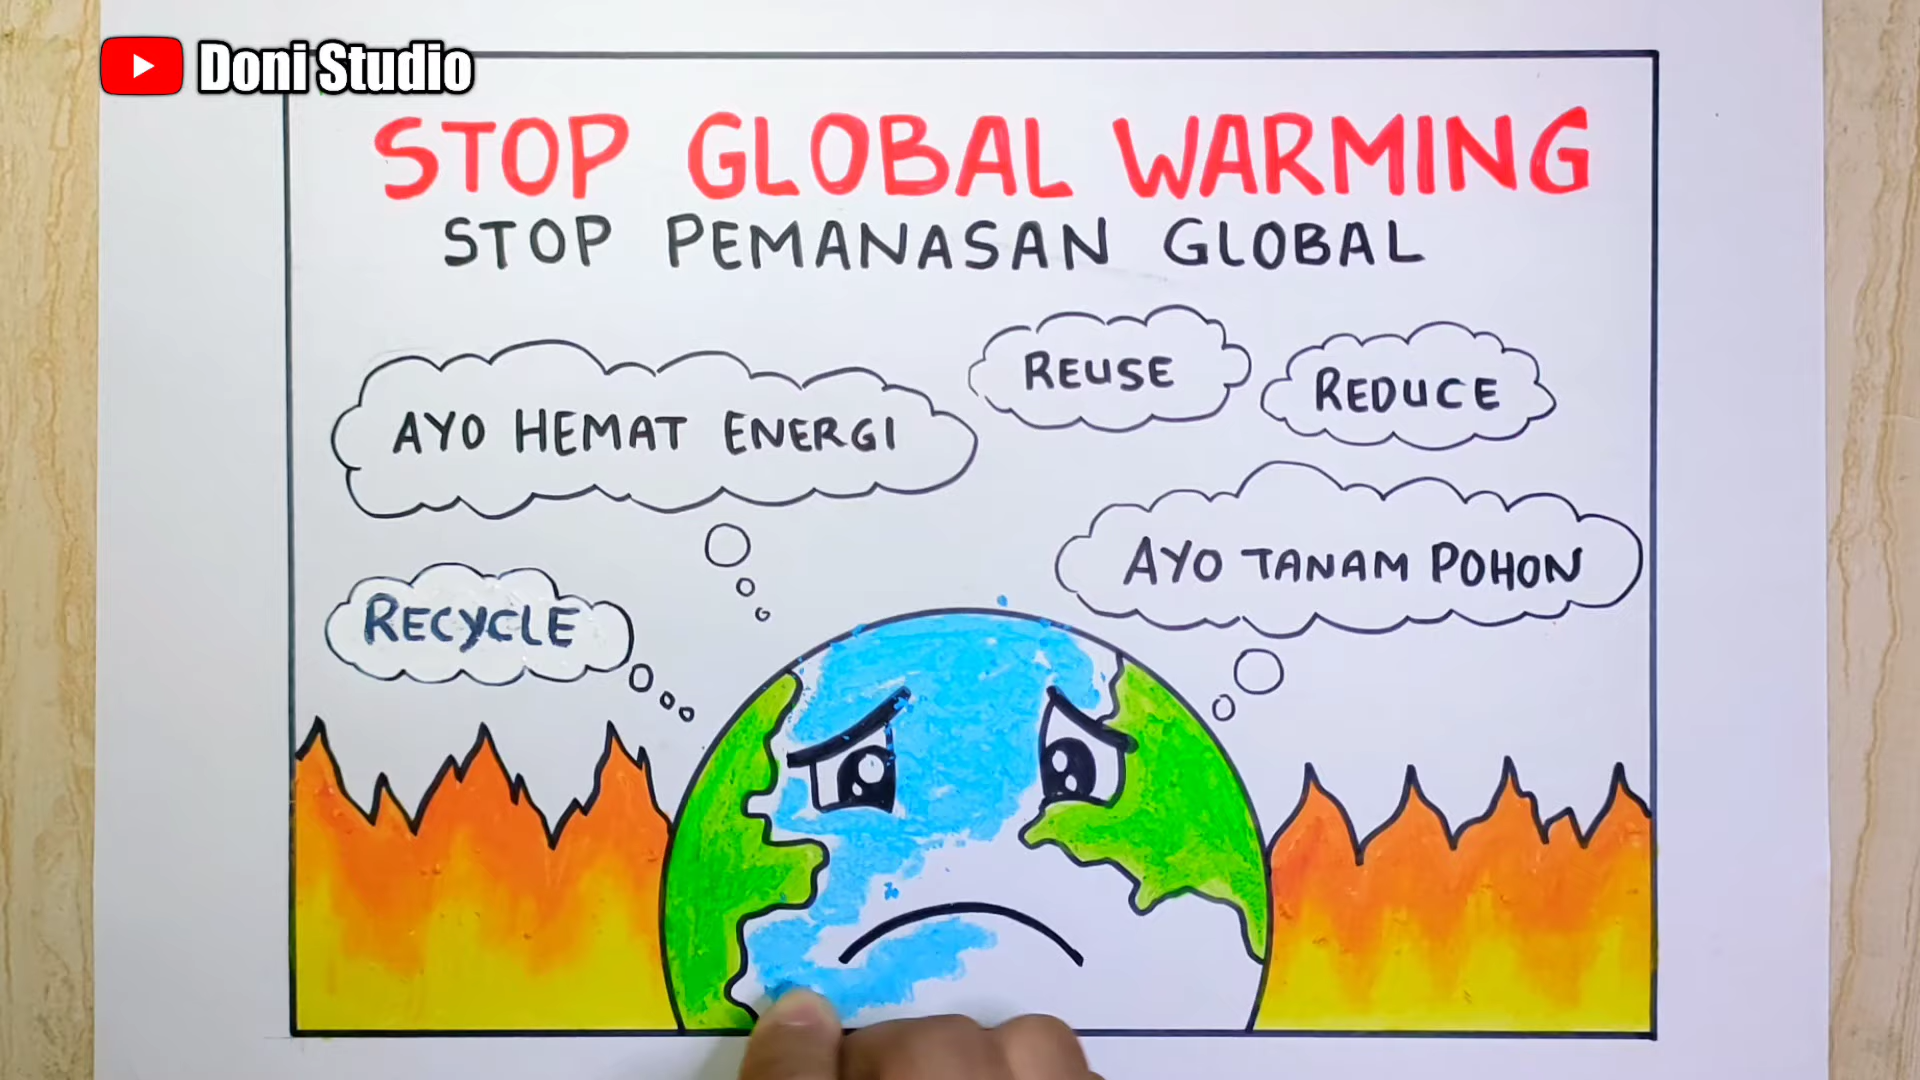 Doni Studio
STOP GLOBAL WARMING
STOP PEMANASAN GLOBAL
REUSE
REDUCE
AYO HEMAT ENERGI
AYO TANAM POHON
RECYCLE